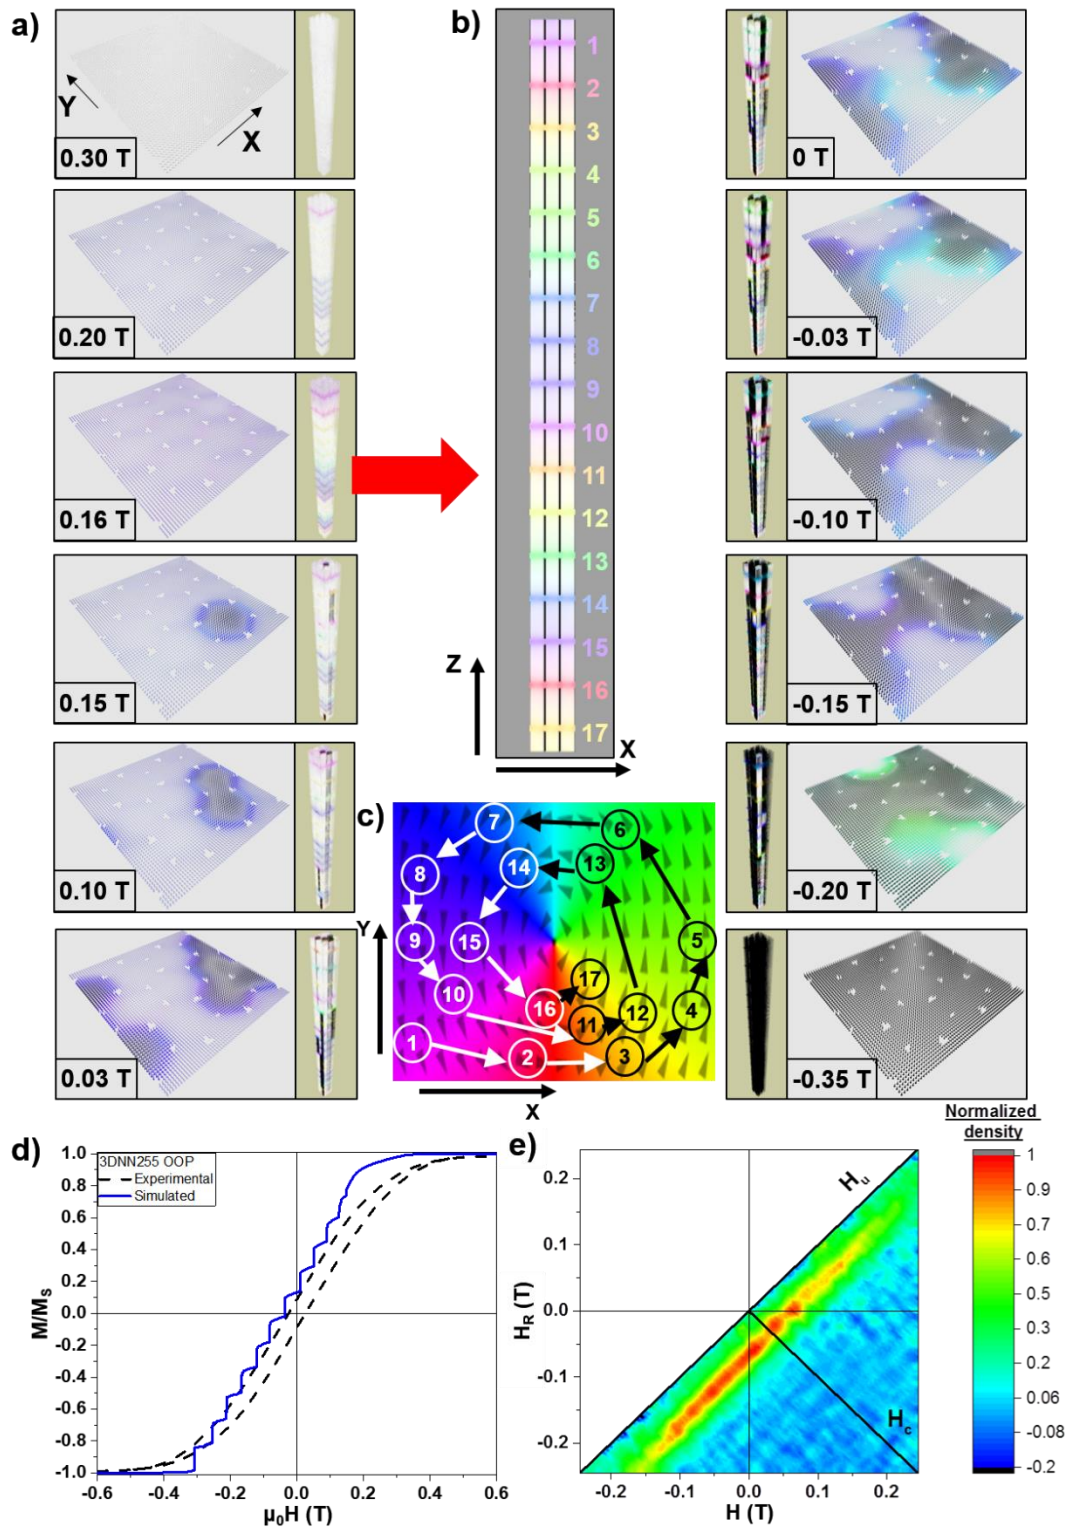 a)
Y
X
0.30 T
0.20 T
0.16 T
0.15 T
0.10 T
0.03 T
b)
1
2
3
4
5
6
7
8
9
10
11
12
13
14
15
16
17
Z
X
0 T
-0.03 T
-0.10 T
-0.15 T
-0.20 T
-0.35 T
c)
7
6
14
13
8
Y
9
15
5
17
10
16
11
12
4
1
2
3
X
d)
3DNN255 OOP
Experimental
Simulated
1.0
0.8
0.6
0.4
0.2
0.0
-0.2
-0.4
-0.6
-0.8
-1.0
M/Ms
-0.6 -0.4 -0.2 0.0 0.2 0.4 0.6
μ₀H (T)
e)
Hu
Hc
0.2
0.1
0.0
-0.1
-0.2
HR (T)
-0.2 -0.1 0.0 0.1 0.2
H (T)
Normalized
density
1
0.9
0.7
0.6
0.5
0.3
0.2
0.06
-0.08
-0.2